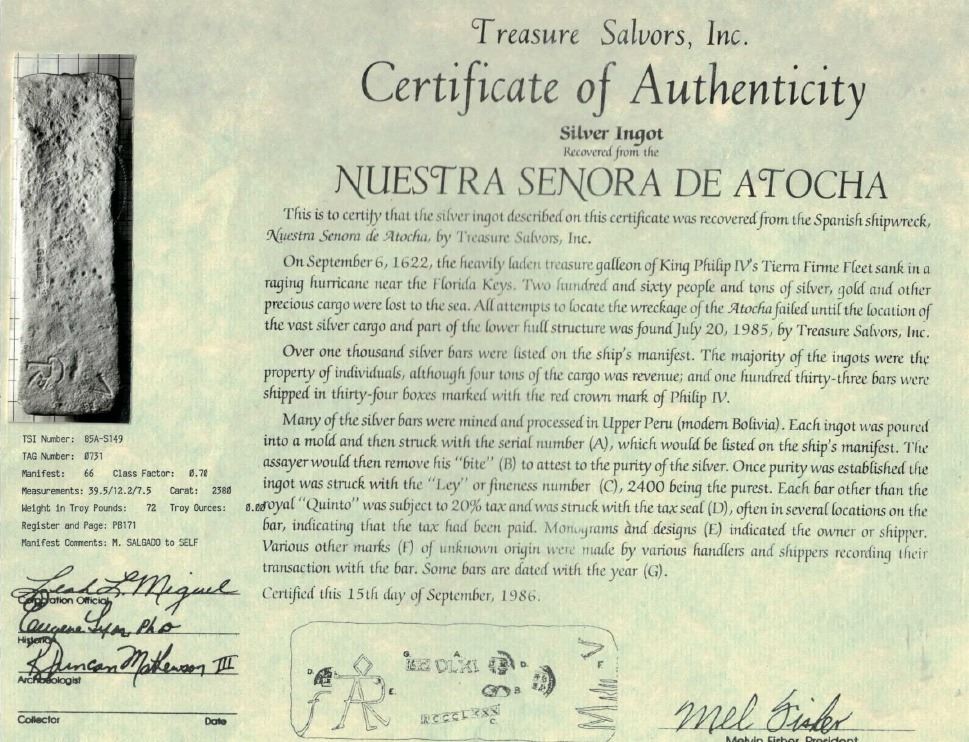 Treasure Salvors, Inc.
Certificate of Authenticity
Silver Ingot
Recovered from the
NUESTRA SENORA DE ATOCHA
This is to certify that the silver ingot described on this certificate was recovered from the Spanish shipwreck,
Nuestra Senora de Atocha, by Treasure Salvors, Inc.
On September 6, 1622, the heavily laden treasure galleon of King Philip IV's Tierra Firme Fleet sank in a
raging hurricane near the Florida Keys. Two hundred and sixty people and tons of silver, gold and other
precious cargo were lost to the sea. All attempts to locate the wreckage of the Atocha failed until the location of
the vast silver cargo and part of the lower hull structure was found July 20, 1985, by Treasure Salvors, Inc.
Over one thousand silver bars were listed on the ship's manifest. The majority of the ingots were the
property of individuals, although four tons of the cargo was revenue; and one hundred thirty-three bars were
shipped in thirty-four boxes marked with the red crown mark of Philip IV.
Many of the silver bars were mined and processed in Upper Peru (modern Bolivia). Each ingot was poured
into a mold and then struck with the serial number (A), which would be listed on the ship's manifest. The
assayer would then remove his "bite" (B) to attest to the purity of the silver. Once purity was established the
ingot was struck with the "Ley" or fineness number (C), 2400 being the purest. Each bar other than the
royal "Quinto" was subject to 20% tax and was struck with the tax seal (D), often in several locations on the
bar, indicating that the tax had been paid. Monograms and designs (E) indicated the owner or shipper.
Various other marks (F) of unknown origin were made by various handlers and shippers recording their
transaction with the bar. Some bars are dated with the year (G).
Certified this 15th day of September, 1986.
TSI Number: 85A-S149
TAG Number: 0731
Manifest: 66 Class Factor: 0.70
Measurements: 39.5/12.2/7.5 Carat: 2380
Weight in Troy Pounds: 72 Troy Ounces: 0.00
Register and Page: PB171
Manifest Comments: M. SALGADO to SELF
Leah L. Miguel
Corporation Official
Eugene Lyon PhD
Historian
R. Duncan Mathewson III
Archaeologist
Collector Date
G. A.
D. D.
E. B F
C.
Mel Fisher
Melvin Fisher, President